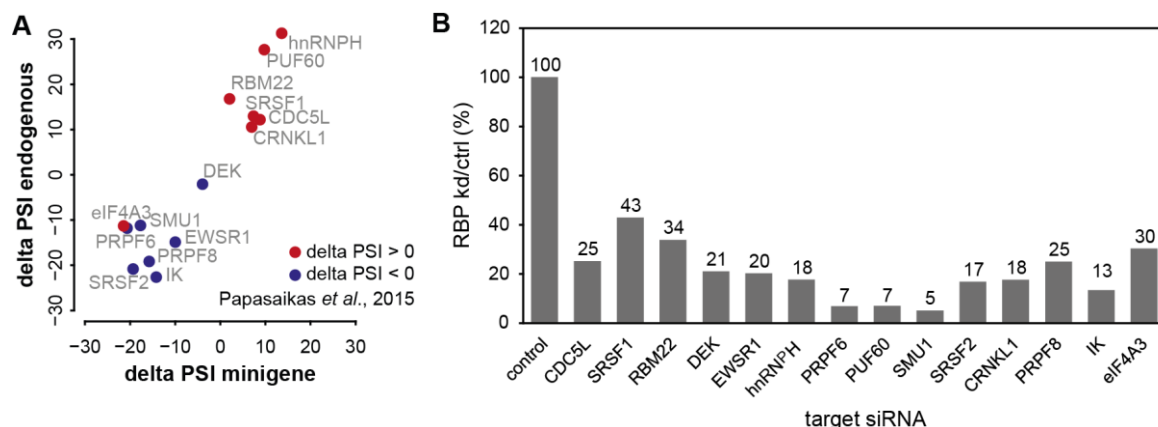 A
delta PSI endogenous
30
20
10
0
−10
−20
−30
hnRNPH
PUF60
RBM22
SRSF1
CDC5L
CRNKL1
DEK
eIF4A3
SMU1
PRPF6
EWSR1
PRPF8
SRSF2
IK
delta PSI > 0
delta PSI < 0
Papasaikas et al., 2015
−30 −20 −10 0 10 20 30
delta PSI minigene
B
RBP kd/ctrl (%)
120
100
80
60
40
20
0
100 25 43 34 21 20 18 7 7 5 17 18 25 13 30
control CDC5L SRSF1 RBM22 DEK EWSR1 hnRNPH PRPF6 PUF60 SMU1 SRSF2 CRNKL1 PRPF8 IK eIF4A3
target siRNA